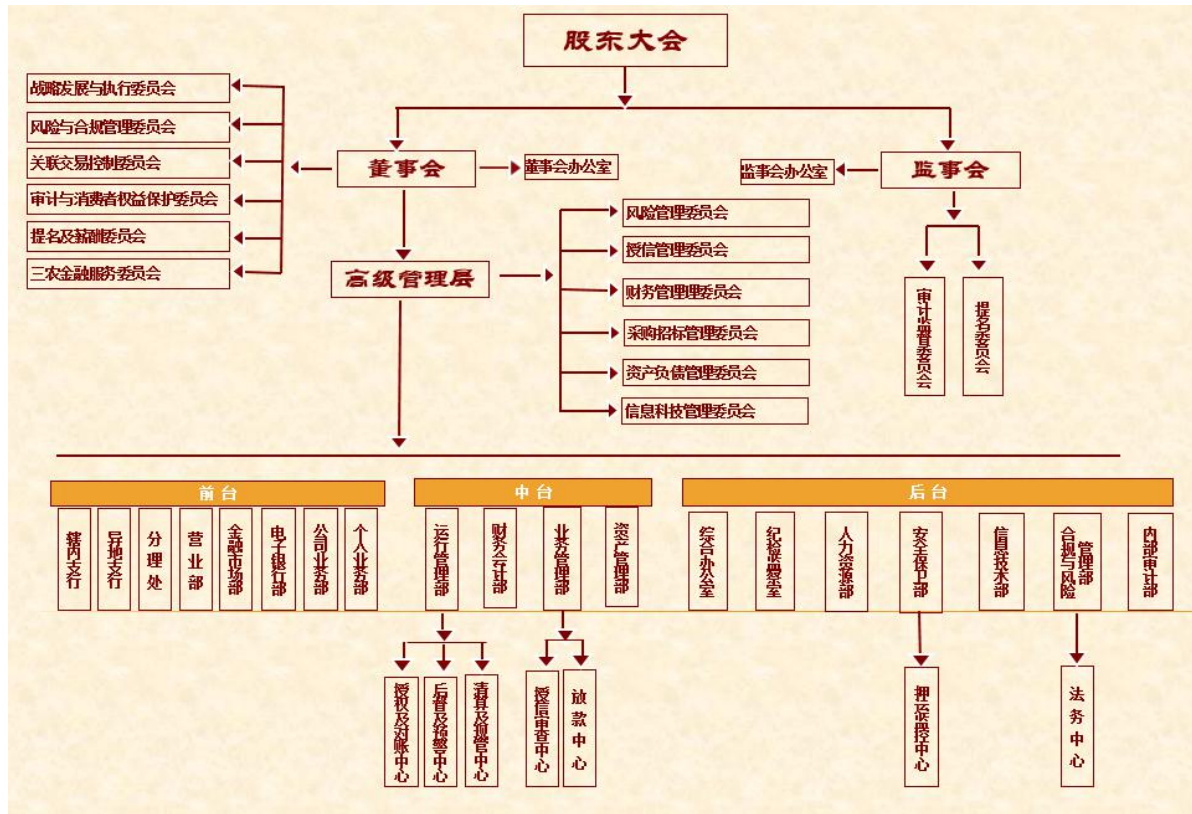 股东大会
战略发展与执行委员会
风险与合规管理委员会
关联交易控制委员会
审计与消费者权益保护委员会
提名及薪酬委员会
三农金融服务委员会
董事会
董事会办公室
监事会办公室
监事会
高级管理层
风险管理委员会
授信管理委员会
财务管理理委员会
采购招标管理委员会
资产负债管理委员会
信息科技管理委员会
审计监督委员会
提名委员会
前台
中台
后台
辖内支行
异地支行
分理处
营业部
金融市场部
电子银行部
公司业务部
个人业务部
运行管理部
财务会计部
业务管理部
资产管理部
综合办公室
纪检监察室
人力资源部
安全保卫部
信息技术部
合规与风险
管理部
内部审计部
授权及对账中心
后督及预警中心
清算及现管中心
授信审查中心
放款中心
押运监控中心
法务中心